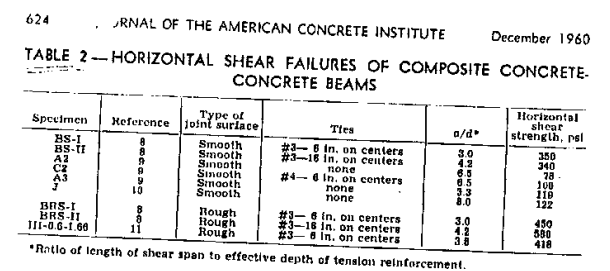 624 JOURNAL OF THE AMERICAN CONCRETE INSTITUTE December 1960
TABLE 2—HORIZONTAL SHEAR FAILURES OF COMPOSITE CONCRETE-
CONCRETE BEAMS
Specimen Reference Type of joint surface Ties a/d* Horizontal shear strength, psi
BS-I 8 Smooth #3— 6 in. on centers 3.0 350
BS-II 8 Smooth #3—16 in. on centers 4.2 340
A2 9 Smooth none 6.5 78
C2 9 Smooth #4— 6 in. on centers 6.5
A3 9 Smooth none 3.3
J 10 Smooth none 8.0 122
BRS-I 8 Rough #3— 6 in. on centers 3.0 450
BRS-II 8 Rough #3—16 in. on centers 4.2
III-0.6-1.66 11 Rough #3— 6 in. on centers 3.8 418
*Ratio of length of shear span to effective depth of tension reinforcement.